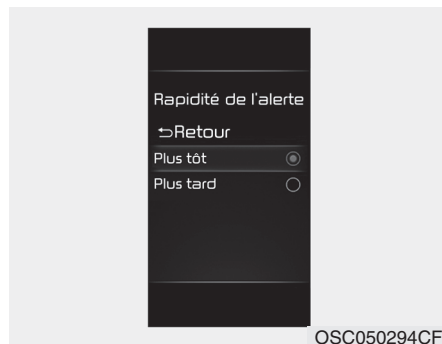 Rapidité de l'alerte
⮌Retour
Plus tôt
Plus tard
OSC050294CF